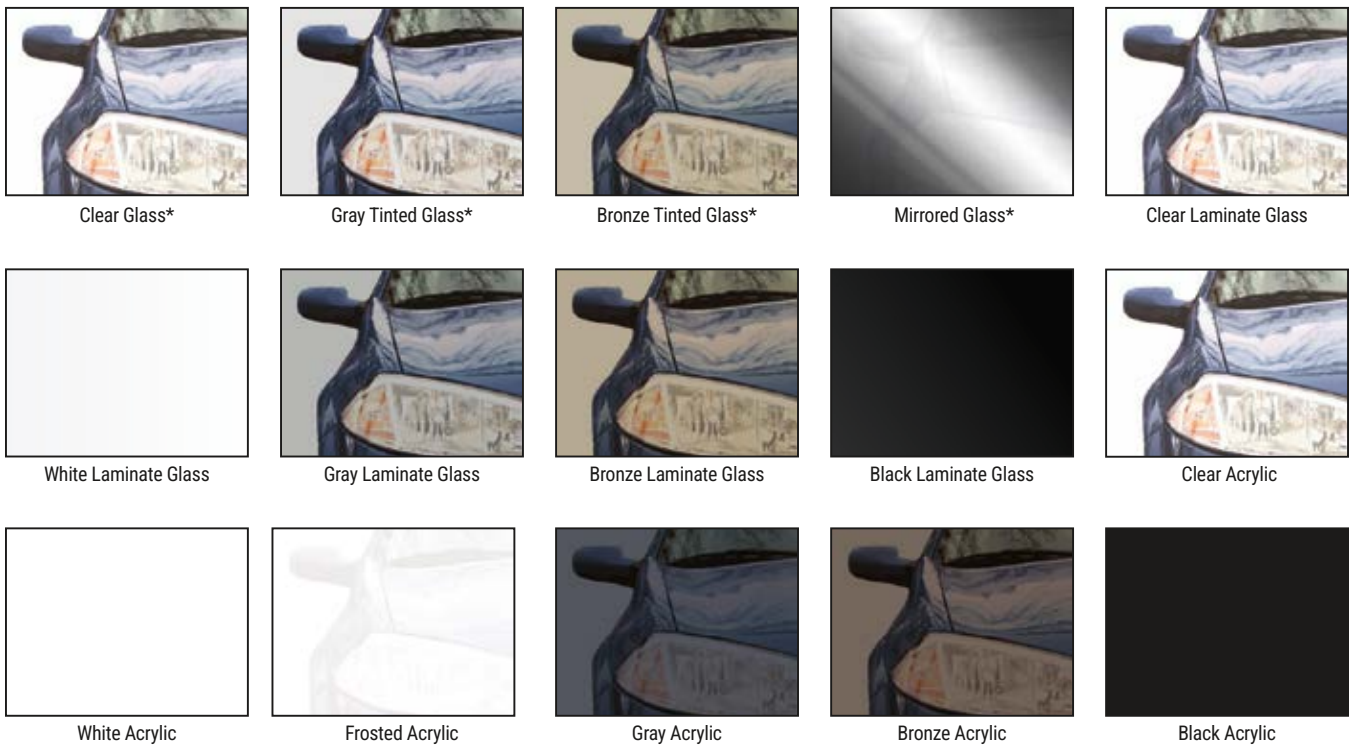 Clear Glass*
Gray Tinted Glass*
Bronze Tinted Glass*
Mirrored Glass*
Clear Laminate Glass
White Laminate Glass
Gray Laminate Glass
Bronze Laminate Glass
Black Laminate Glass
Clear Acrylic
White Acrylic
Frosted Acrylic
Gray Acrylic
Bronze Acrylic
Black Acrylic